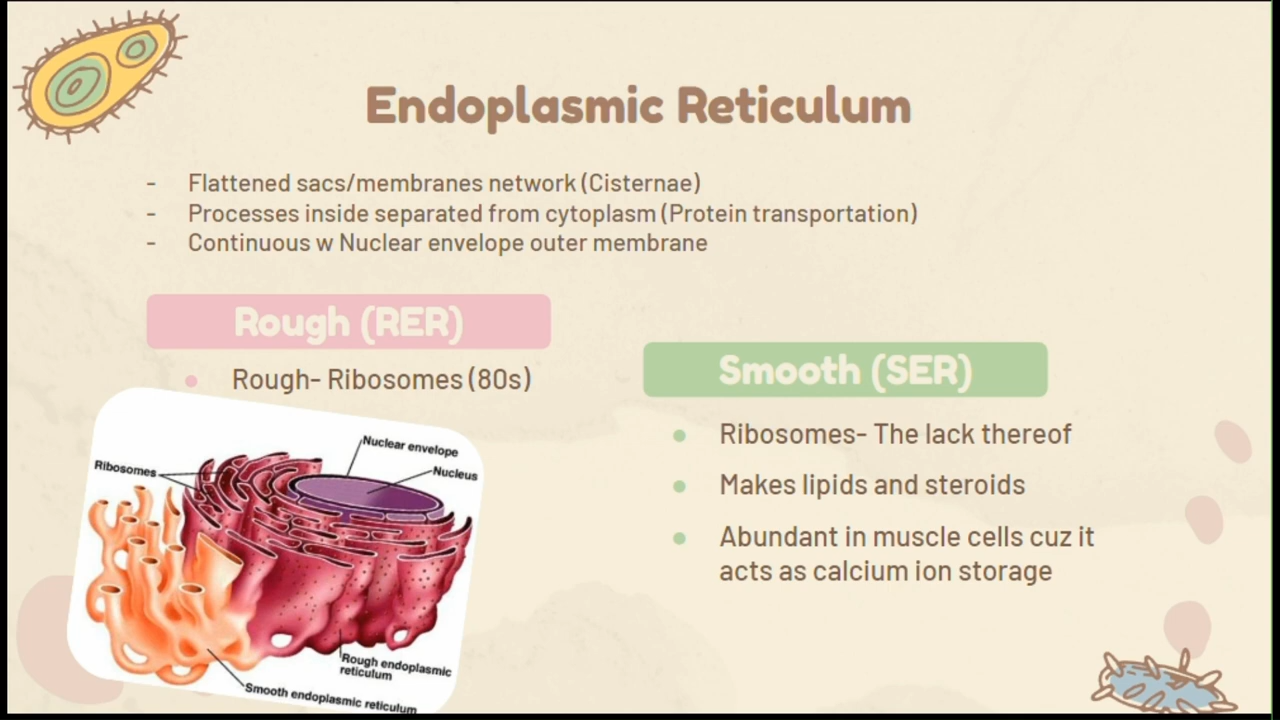 Endoplasmic Reticulum
- Flattened sacs/membranes network (Cisternae)
- Processes inside separated from cytoplasm (Protein transportation)
- Continuous w Nuclear envelope outer membrane
Rough (RER)
● Rough- Ribosomes (80s)
Nuclear envelope
Nucleus
Ribosomes
Rough endoplasmic
reticulum
Smooth endoplasmic reticulum
Smooth (SER)
● Ribosomes- The lack thereof
● Makes lipids and steroids
● Abundant in muscle cells cuz it
acts as calcium ion storage